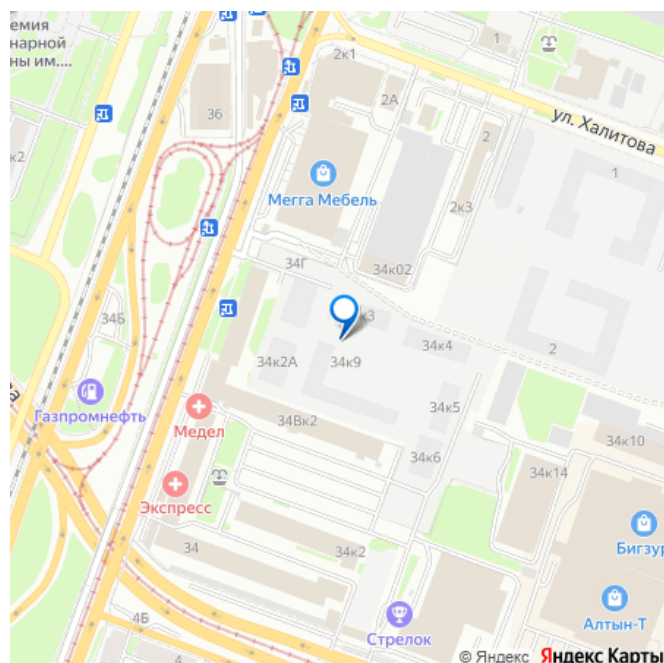 емия
нарной
ны им....
к2
36
2к1
2А
1
ул. Халитова
2
1
Мегга Мебель
2к3
34Г
34к02
34Б
к3
34к4
2
34к2А
34к9
а
Газпромнефть
Медел
34Вк2
34к5
34к6
34к10
34к14
Экспресс
34
34к2
Бигзур
Алтын-Т
4Б
Стрелок
© Яндекс Яндекс Карты